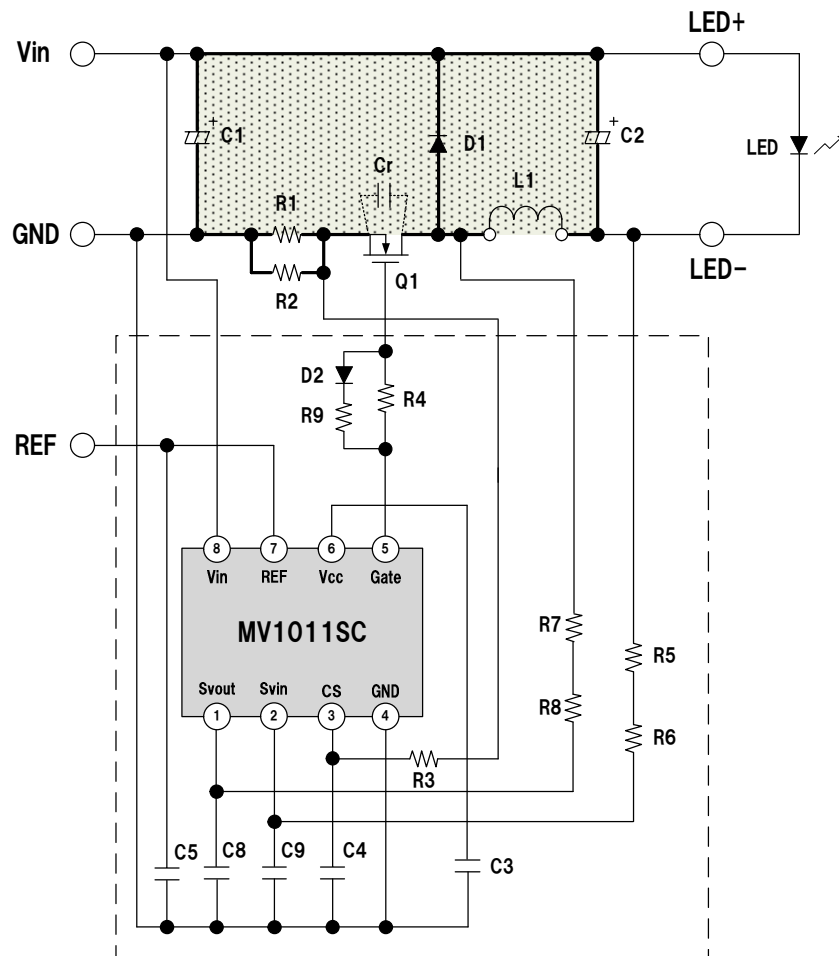 LED+
Vin
+
C1
+
C2
D1
LED
Cr
L1
R1
GND
LED-
R2
Q1
D2
R4
R9
REF
8
7
6
5
Vin
REF
Vcc
Gate
MV1011SC
R7
R5
Svout
Svin
CS
GND
R8
1
2
3
4
R6
R3
C5
C8
C9
C4
C3